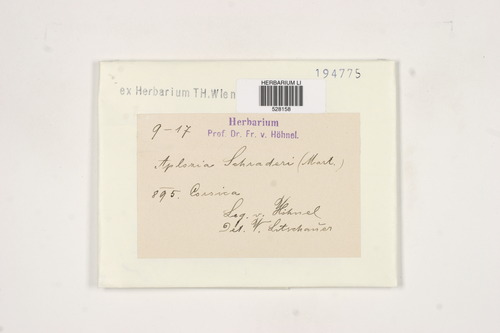 194775
ex Herbarium TH.Wien
HERBARIUM LI
528158
Herbarium
Prof. Dr. Fr. v. Höhnel.
9-17
Aplozia Schraderi (Mart.)
895. Corsica
Leg. v. Höhnel
Det. W. Litschauer